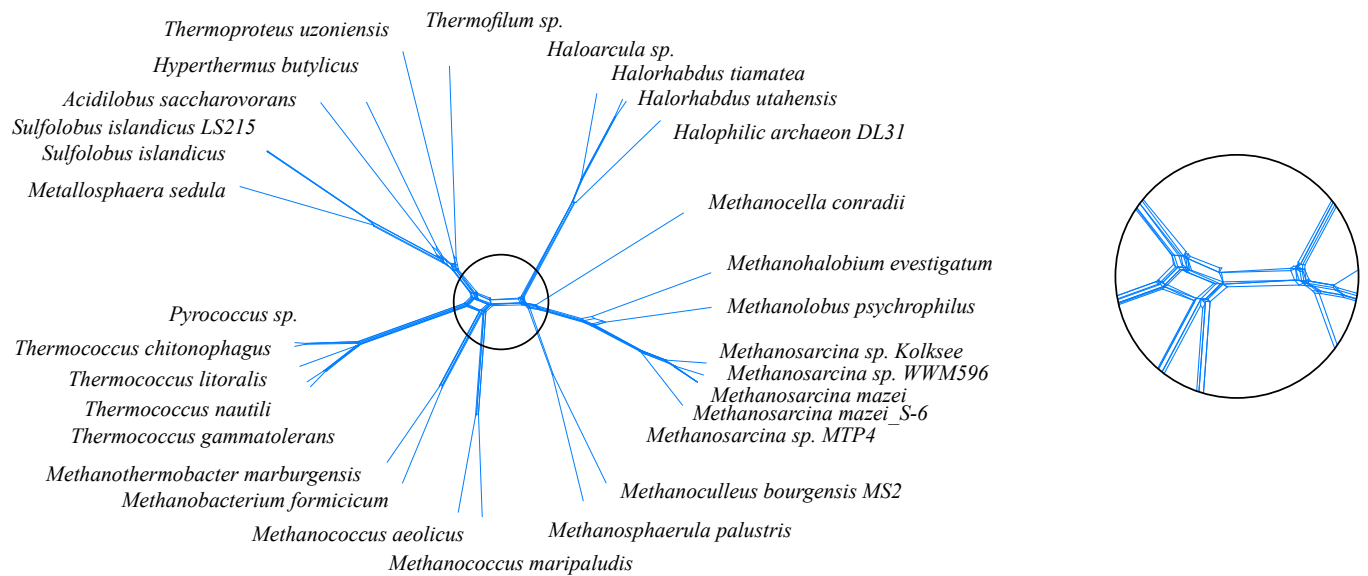 Thermofilum sp.
Thermoproteus uzoniensis
Haloarcula sp.
Hyperthermus butylicus
Halorhabdus tiamatea
Acidilobus saccharovorans
Halorhabdus utahensis
Sulfolobus islandicus LS215
Halophilic archaeon DL31
Sulfolobus islandicus
Metallosphaera sedula
Methanocella conradii
Methanohalobium evestigatum
Methanolobus psychrophilus
Pyrococcus sp.
Thermococcus chitonophagus
Methanosarcina sp. Kolksee
Methanosarcina sp. WWM596
Thermococcus litoralis
Methanosarcina mazei
Thermococcus nautili
Methanosarcina mazei_S-6
Thermococcus gammatolerans
Methanosarcina sp. MTP4
Methanothermobacter marburgensis
Methanoculleus bourgensis MS2
Methanobacterium formicicum
Methanosphaerula palustris
Methanococcus aeolicus
Methanococcus maripaludis